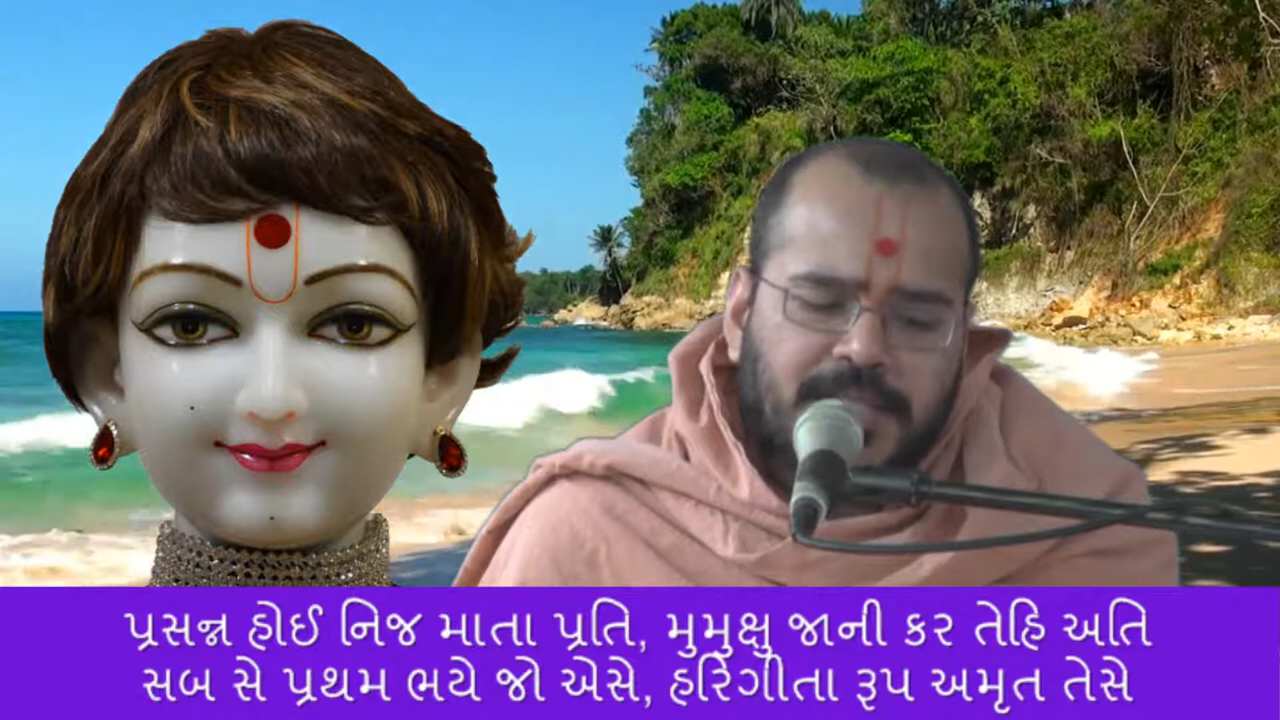 પ્રસન્ન હોઈ નિજ માતા પ્રતિ, મુમુક્ષુ જાની કર તેહિ અતિ
સબ સે પ્રથમ ભયે જો એસે, હરિગીતા રૂપ અમૃત તેસે